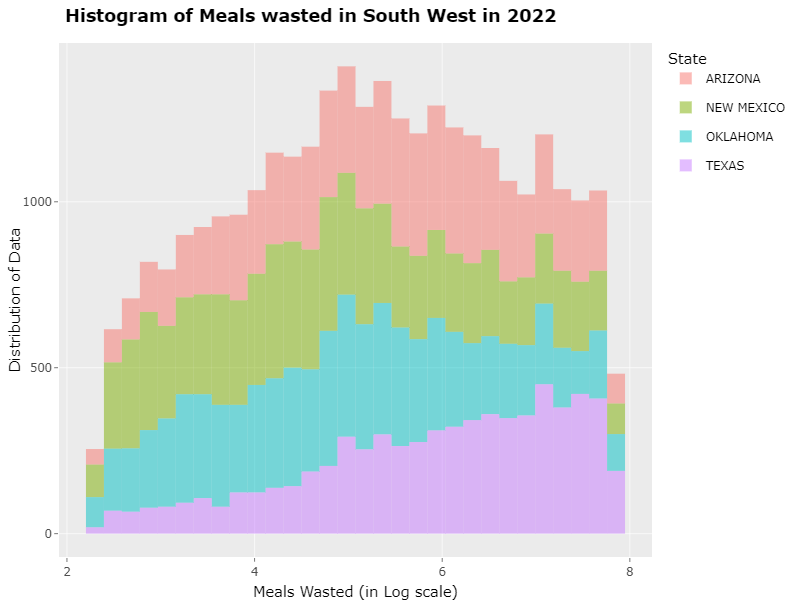 Histogram of Meals wasted in South West in 2022
State
ARIZONA
NEW MEXICO
OKLAHOMA
TEXAS
Distribution of Data
1000
500
0
2
4
6
8
Meals Wasted (in Log scale)